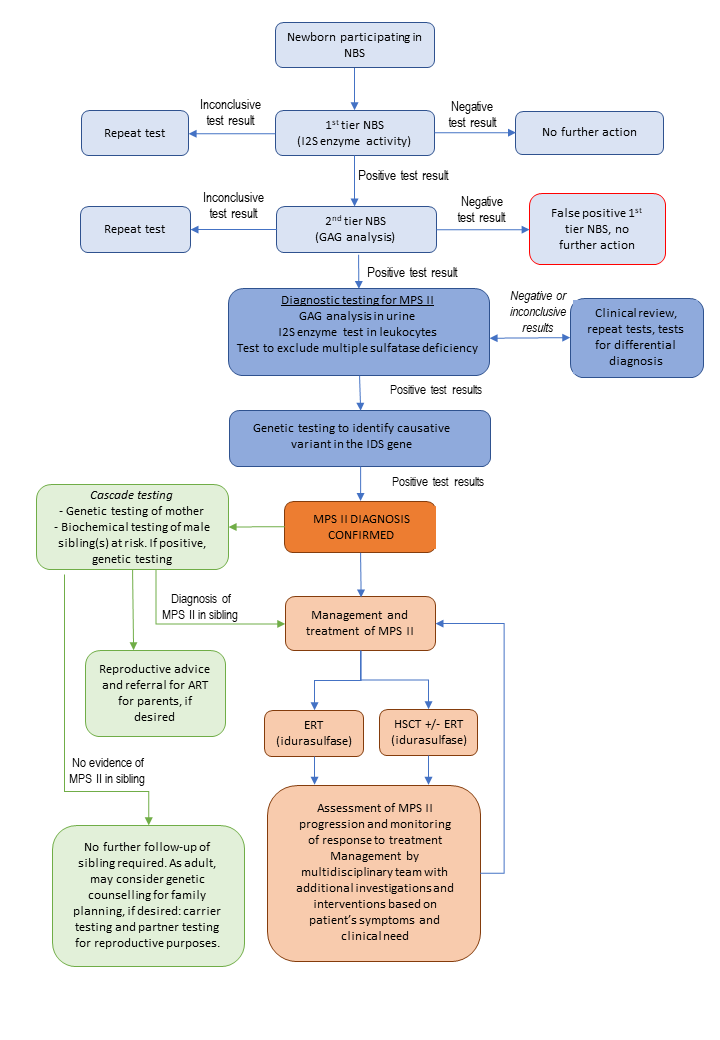 Newborn participating in
NBS
Inconclusive
test result
Negative
test result
Repeat test
1st tier NBS
(I2S enzyme activity)
No further action
Positive test result
Inconclusive
test result
Negative
test result
Repeat test
2nd tier NBS
(GAG analysis)
False positive 1st
tier NBS, no
further action
Positive test result
Diagnostic testing for MPS II
GAG analysis in urine
I2S enzyme test in leukocytes
Test to exclude multiple sulfatase deficiency
Negative or
inconclusive
results
Clinical review,
repeat tests, tests
for differential
diagnosis
Positive test results
Genetic testing to identify causative
variant in the IDS gene
Positive test results
Cascade testing
- Genetic testing of mother
- Biochemical testing of male
sibling(s) at risk. If positive,
genetic testing
MPS II DIAGNOSIS
CONFIRMED
Diagnosis of
MPS II in sibling
Management and
treatment of MPS II
Reproductive advice
and referral for ART
for parents, if
desired
ERT
(idurasulfase)
HSCT +/- ERT
(idurasulfase)
No evidence of
MPS II in sibling
Assessment of MPS II
progression and monitoring
of response to treatment
Management by
multidisciplinary team with
additional investigations and
interventions based on
patient's symptoms and
clinical need
No further follow-up of
sibling required. As adult,
may consider genetic
counselling for family
planning, if desired: carrier
testing and partner testing
for reproductive purposes.